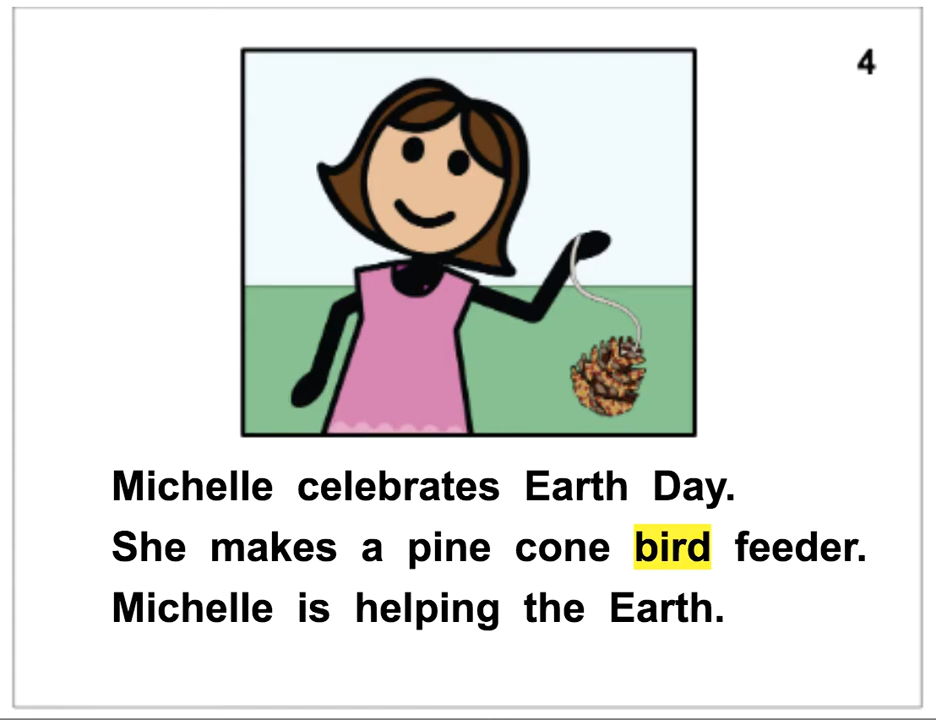 4
Michelle celebrates Earth Day.
She makes a pine cone bird feeder.
Michelle is helping the Earth.